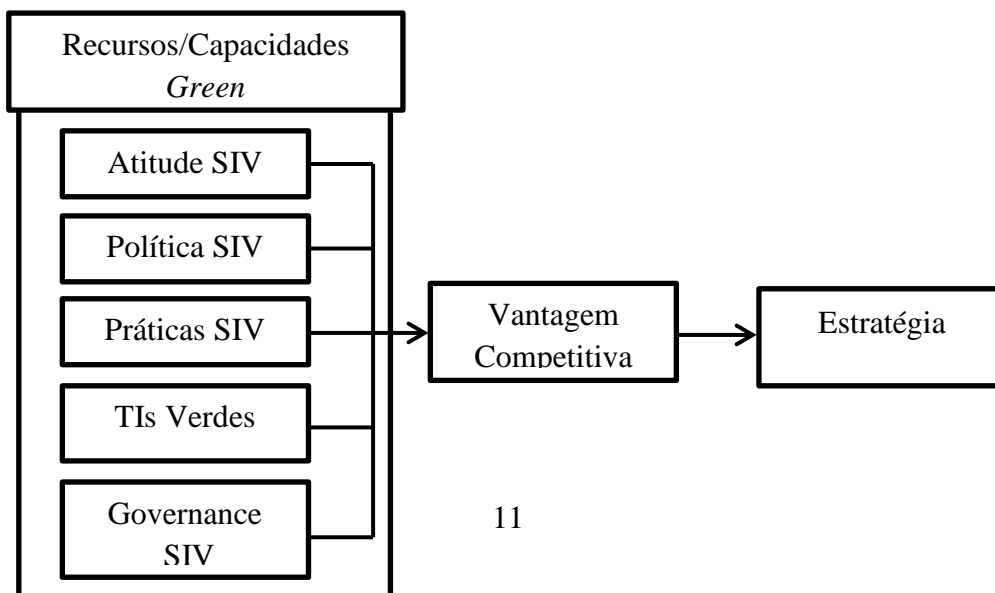 Recursos/Capacidades
Green
Atitude SIV
Política SIV
Práticas SIV
TIs Verdes
Governance
SIV
Vantagem
Competitiva
Estratégia
11